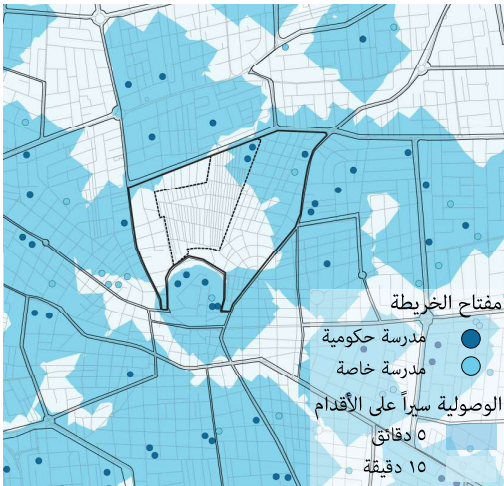 مفتاح الخريطة
مدرسة حكومية
مدرسة خاصة
الوصولية سيراً على الأقدام
٥ دقائق
١٥ دقيقة